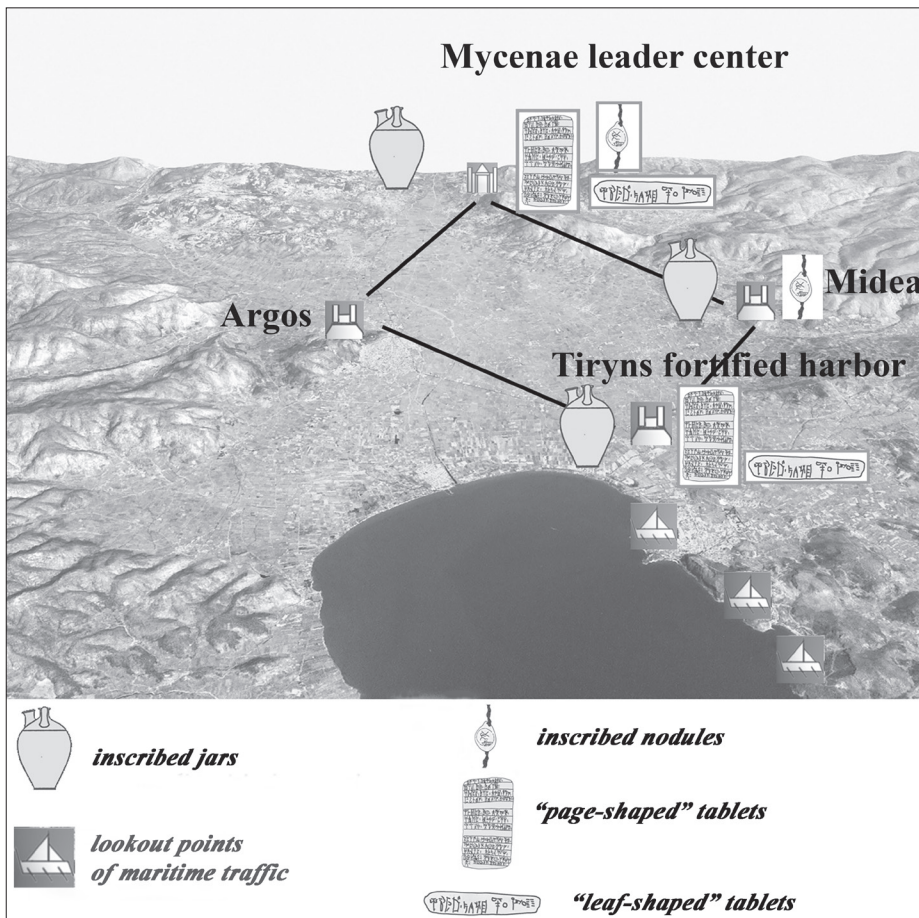 Mycenae leader center
Argos
Midea
Tiryns fortified harbor
inscribed jars
inscribed nodules
"page-shaped" tablets
lookout points
of maritime traffic
"leaf-shaped" tablets